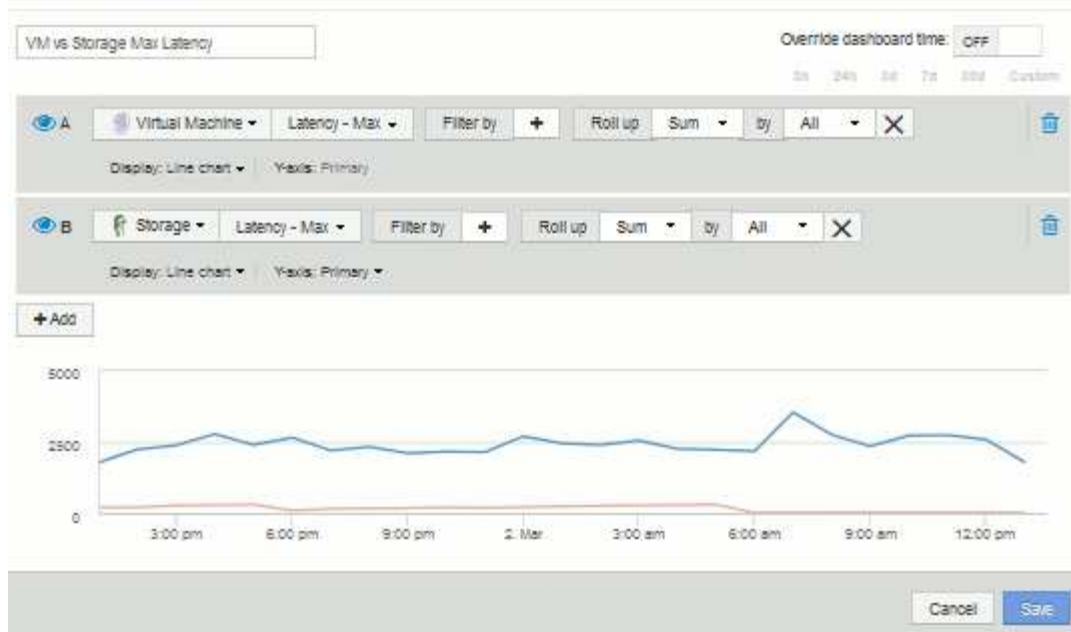 VM vs Storage Max Latency
Override dashboard time: OFF
3h 24h 3d 7d 30d Custom
A Virtual Machine Latency - Max Filter by + Roll up Sum by All
Display: Line chart Y-axis: Primary
B Storage Latency - Max Filter by + Roll up Sum by All
Display: Line chart Y-axis: Primary
+ Add
5000
2500
0
3:00 pm 6:00 pm 9:00 pm 2. Mar 3:00 am 6:00 am 9:00 am 12:00 pm
Cancel Save